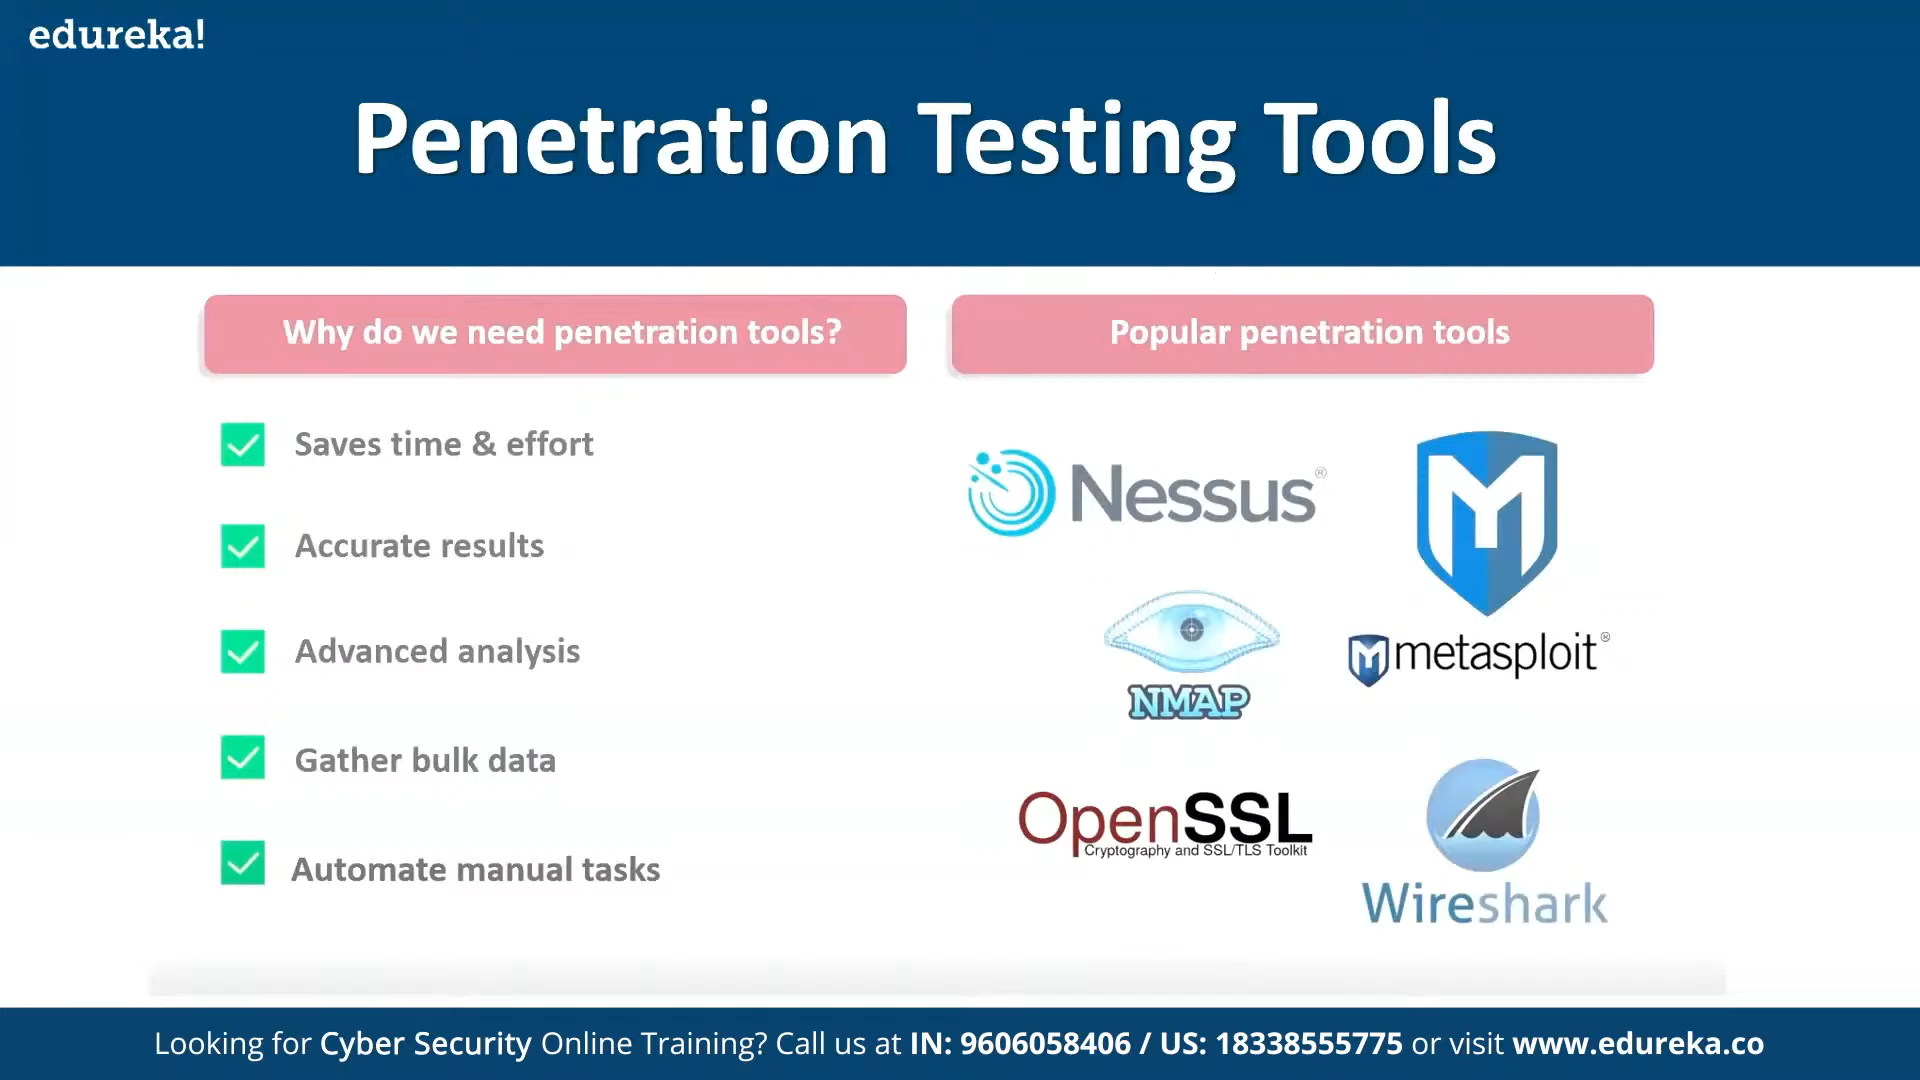 edureka!
Penetration Testing Tools
Why do we need penetration tools?
Saves time & effort
Accurate results
Advanced analysis
Gather bulk data
Automate manual tasks
Popular penetration tools
Nessus®
metasploit®
NMAP
OpenSSL
Cryptography and SSL/TLS Toolkit
Wireshark
Looking for Cyber Security Online Training? Call us at IN: 9606058406 / US: 18338555775 or visit www.edureka.co